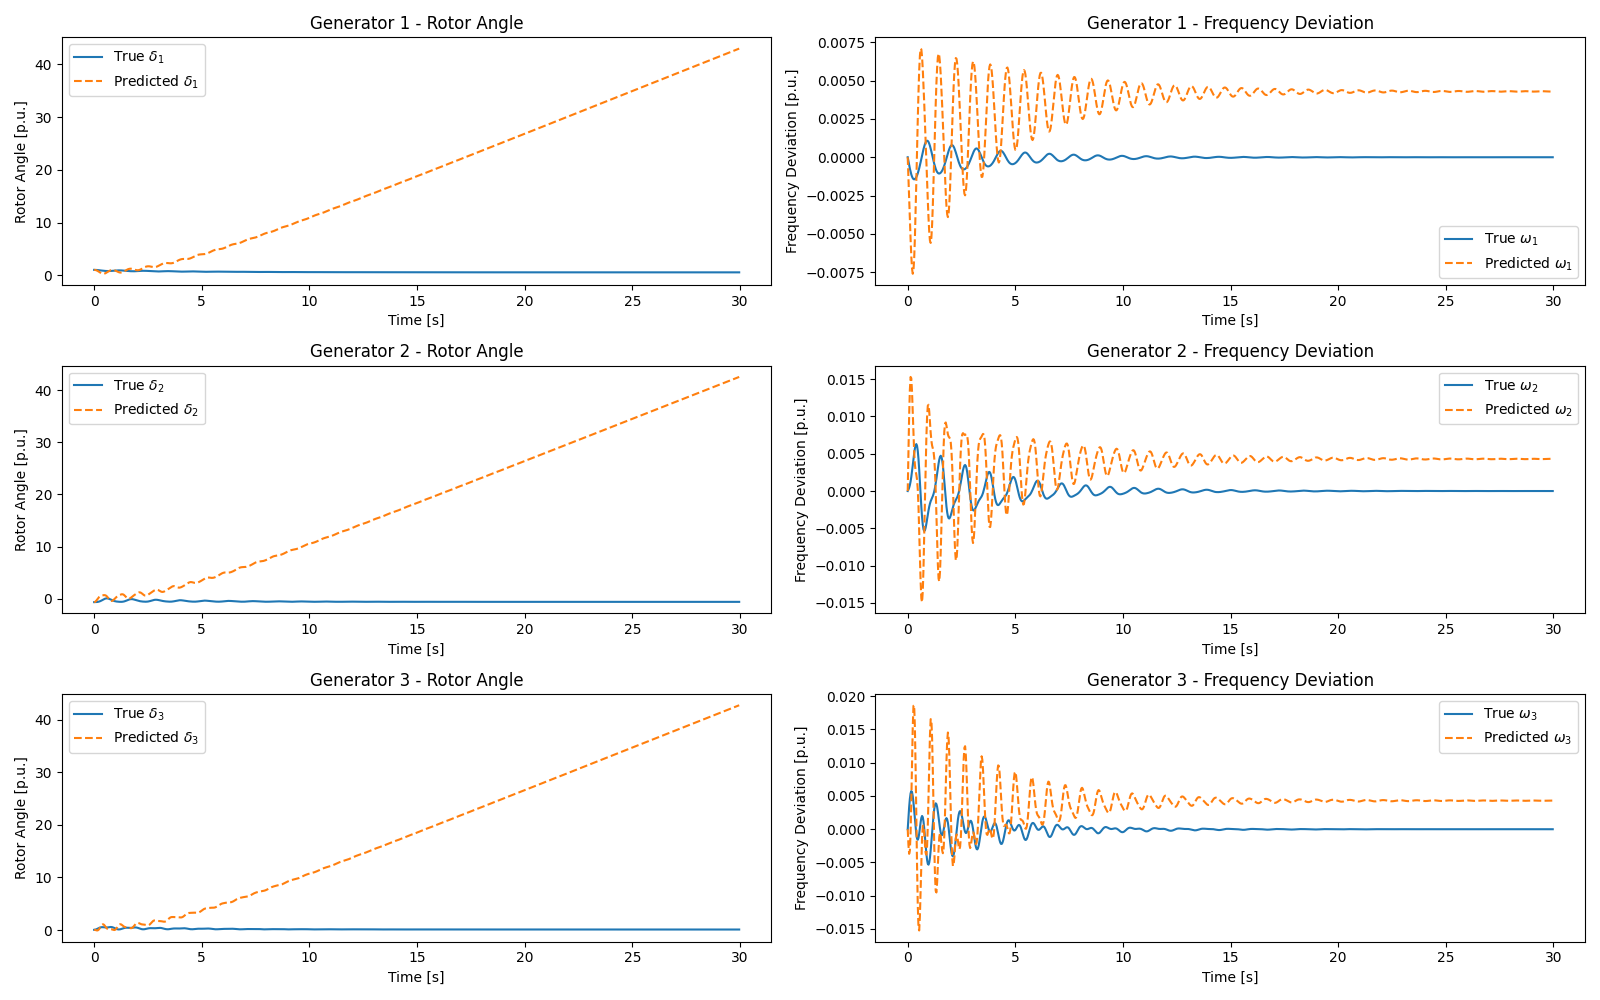 Generator 1 - Rotor Angle
Rotor Angle [p.u.]
40
30
20
10
0
True δ₁
Predicted δ₁
0 5 10 15 20 25 30
Time [s]
Generator 1 - Frequency Deviation
Frequency Deviation [p.u.]
0.0075
0.0050
0.0025
0.0000
−0.0025
−0.0050
−0.0075
True ω₁
Predicted ω₁
0 5 10 15 20 25 30
Time [s]
Generator 2 - Rotor Angle
Rotor Angle [p.u.]
40
30
20
10
0
True δ₂
Predicted δ₂
0 5 10 15 20 25 30
Time [s]
Generator 2 - Frequency Deviation
Frequency Deviation [p.u.]
0.015
0.010
0.005
0.000
−0.005
−0.010
−0.015
True ω₂
Predicted ω₂
0 5 10 15 20 25 30
Time [s]
Generator 3 - Rotor Angle
Rotor Angle [p.u.]
40
30
20
10
0
True δ₃
Predicted δ₃
0 5 10 15 20 25 30
Time [s]
Generator 3 - Frequency Deviation
Frequency Deviation [p.u.]
0.020
0.015
0.010
0.005
0.000
−0.005
−0.010
−0.015
True ω₃
Predicted ω₃
0 5 10 15 20 25 30
Time [s]